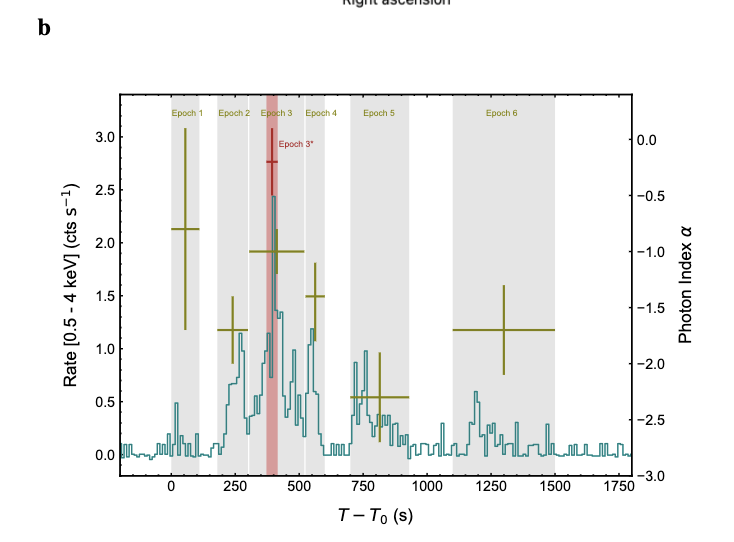 Right ascension
b
Epoch 1
Epoch 2
Epoch 3
Epoch 4
Epoch 5
Epoch 6
Epoch 3*
Rate [0.5 - 4 keV] (cts s⁻¹)
3.0
2.5
2.0
1.5
1.0
0.5
0.0
0.0
−0.5
−1.0
−1.5
−2.0
−2.5
−3.0
Photon Index α
0
250
500
750
1000
1250
1500
1750
T − T₀ (s)